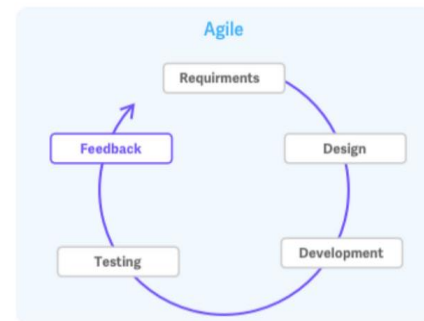 Agile
Requirments
Design
Development
Testing
Feedback